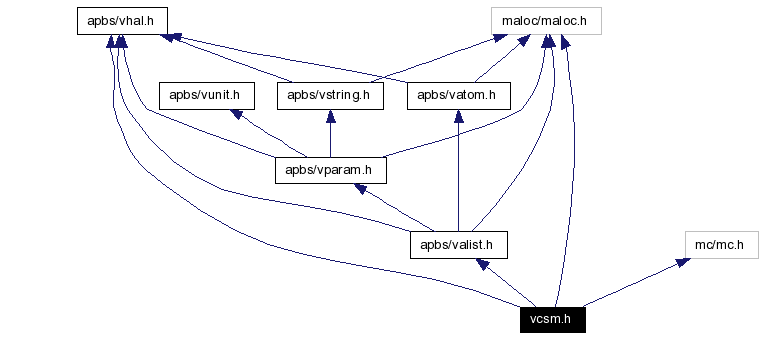 apbs/vhal.h
maloc/maloc.h
apbs/vunit.h
apbs/vstring.h
apbs/vatom.h
apbs/vparam.h
apbs/valist.h
mc/mc.h
vcsm.h